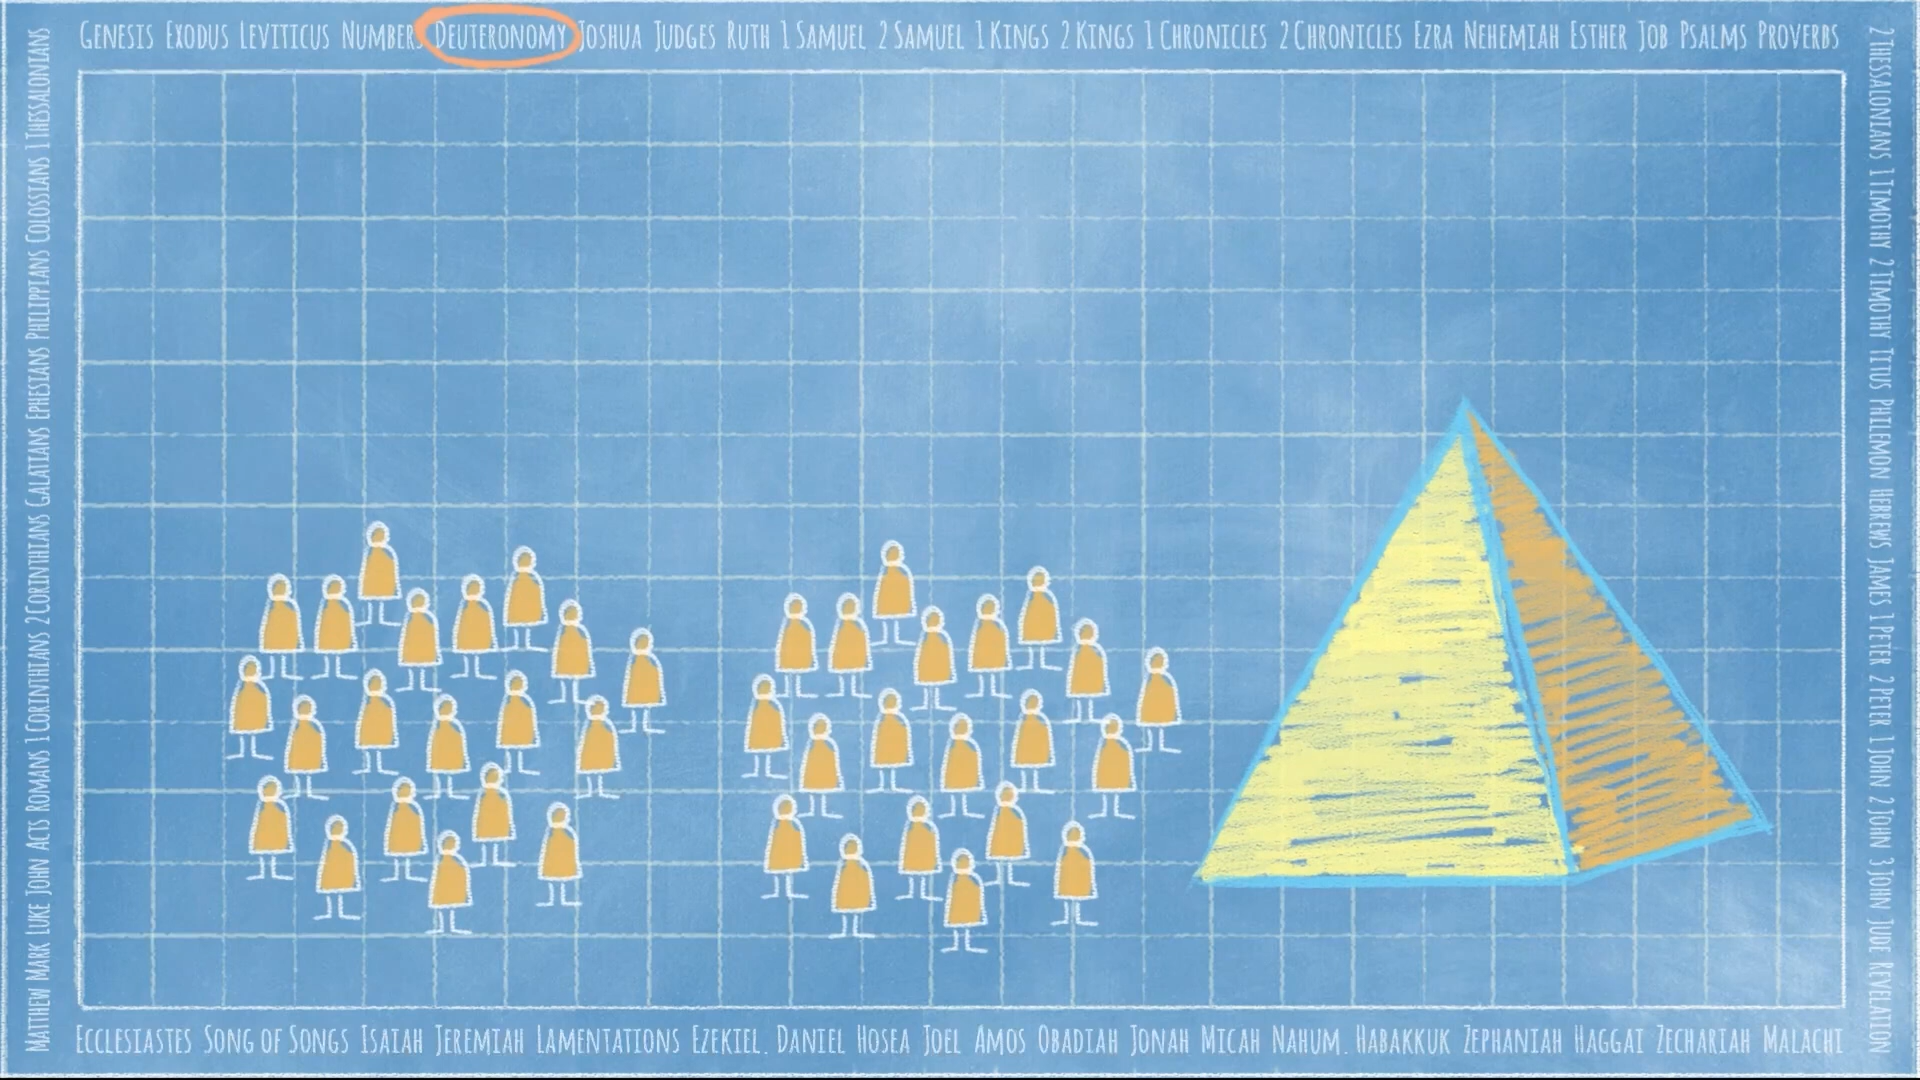 Genesis Exodus Leviticus Numbers Deuteronomy Joshua Judges Ruth 1 Samuel 2 Samuel 1 Kings 2 Kings 1 Chronicles 2 Chronicles Ezra Nehemiah Esther Job Psalms Proverbs
Ecclesiastes Song of Songs Isaiah Jeremiah Lamentations Ezekiel. Daniel Hosea Joel Amos Obadiah Jonah Micah Nahum. Habakkuk Zephaniah Haggai Zechariah Malachi
Matthew Mark Luke John Acts Romans 1 Corinthians 2 Corinthians Galatians Ephesians Philippians Colossians 1 Thessalonians
2 Thessalonians 1 Timothy 2 Timothy Titus Philemon Hebrews James 1 Peter 2 Peter 1 John 2 John 3 John Jude Revelation